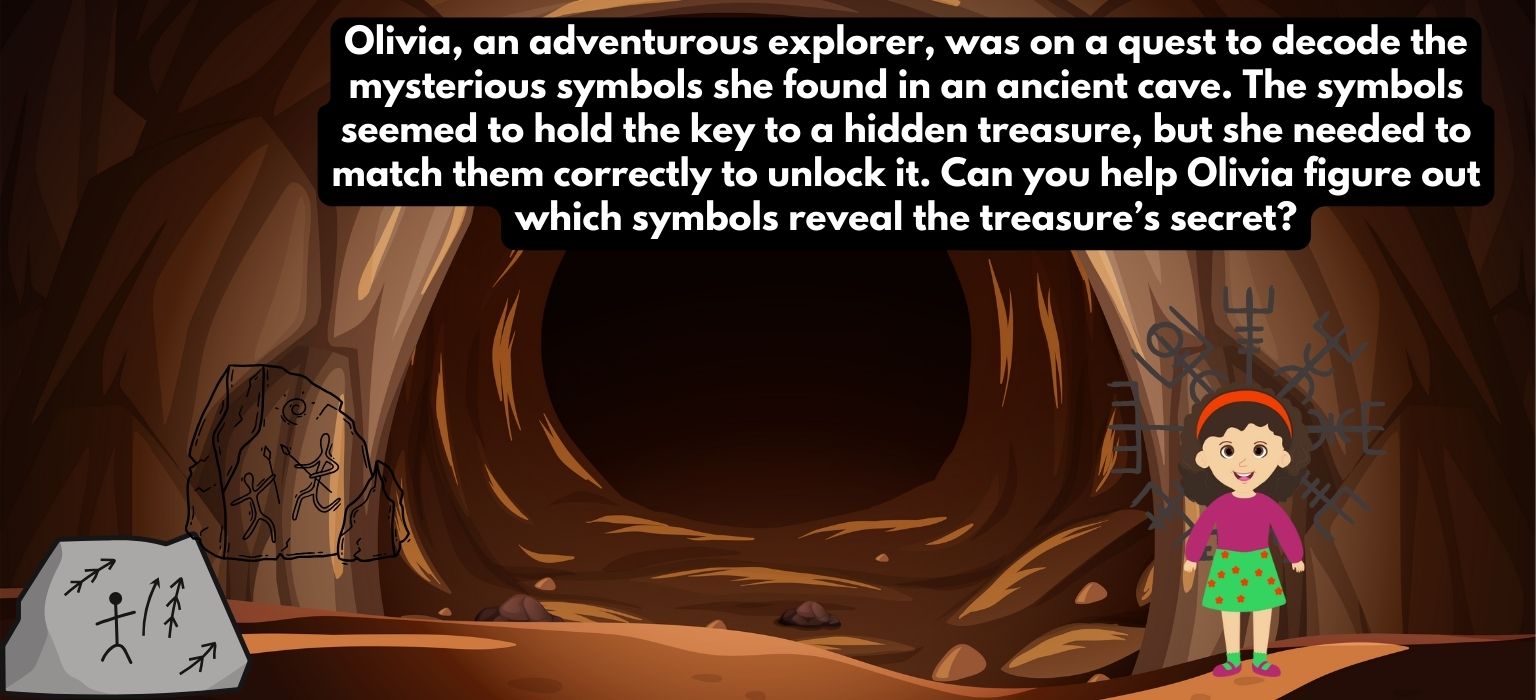 Olivia, an adventurous explorer, was on a quest to decode the
mysterious symbols she found in an ancient cave. The symbols
seemed to hold the key to a hidden treasure, but she needed to
match them correctly to unlock it. Can you help Olivia figure out
which symbols reveal the treasure’s secret?